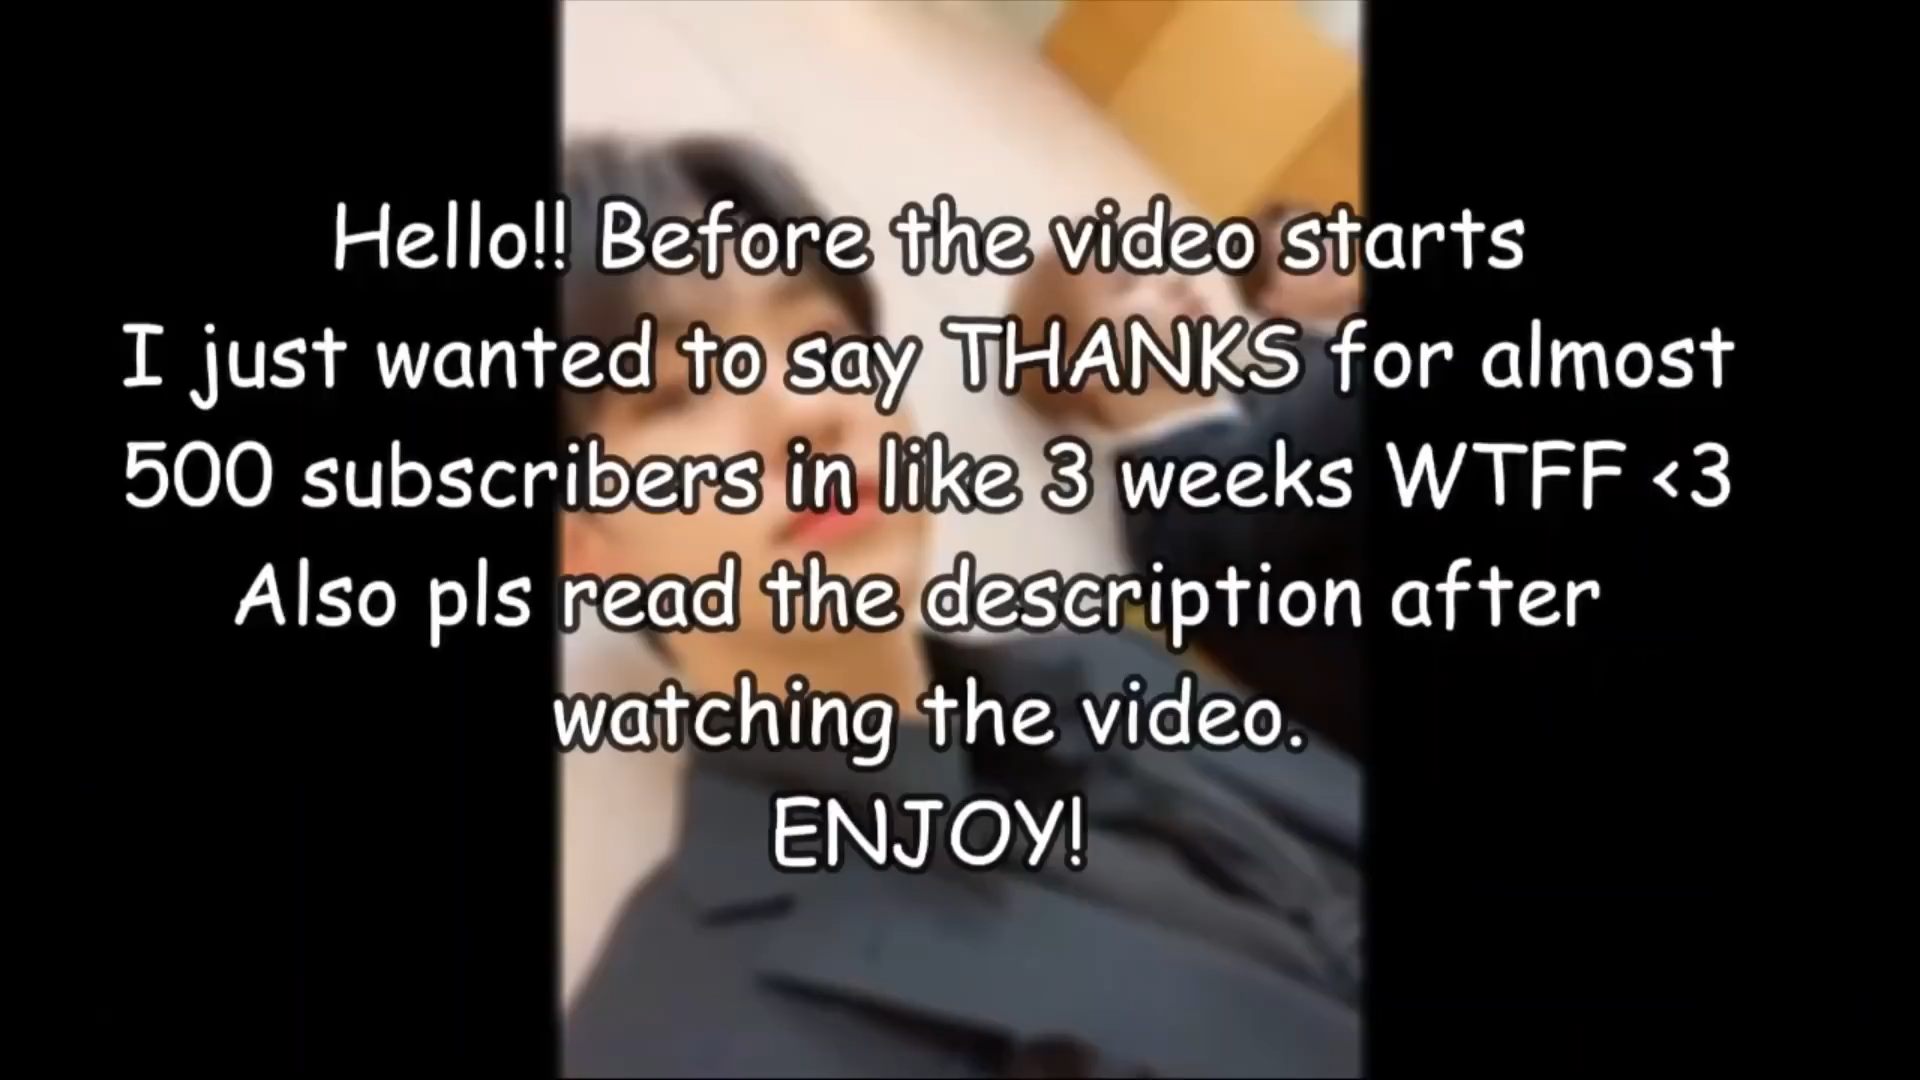 Hello!! Before the video starts
I just wanted to say THANKS for almost
500 subscribers in like 3 weeks WTFF <3
Also pls read the description after
watching the video.
ENJOY!